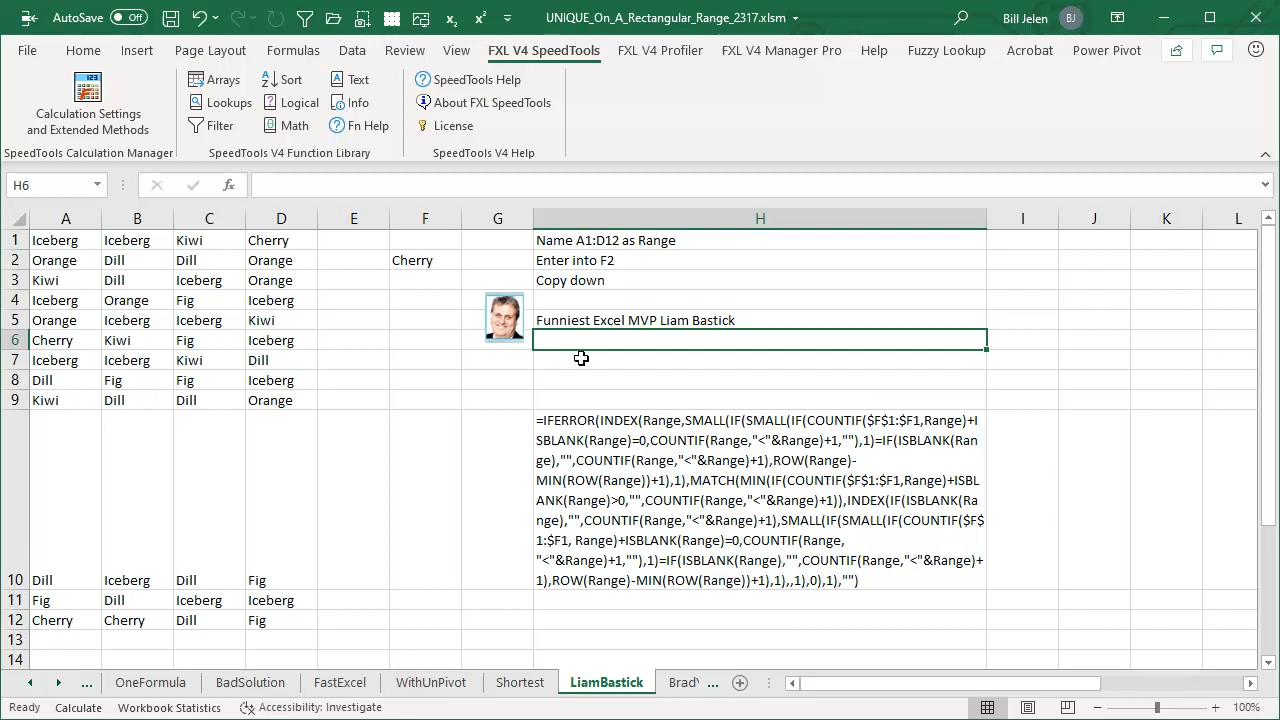 AutoSave Off UNIQUE_On_A_Rectangular_Range_2317.xlsm Bill Jelen BJ
File Home Insert Page Layout Formulas Data Review View FXL V4 SpeedTools FXL V4 Profiler FXL V4 Manager Pro Help Fuzzy Lookup Acrobat Power Pivot
Calculation Settings
and Extended Methods
SpeedTools Calculation Manager
Arrays Sort Text
Lookups Logical Info
Filter Math Fn Help
SpeedTools V4 Function Library
SpeedTools Help
About FXL SpeedTools
License
SpeedTools V4 Help
H6 fx
A B C D E F G H I J K L
1 Iceberg Iceberg Kiwi Cherry Name A1:D12 as Range
2 Orange Dill Dill Orange Cherry Enter into F2
3 Kiwi Dill Iceberg Orange Copy down
4 Iceberg Orange Fig Iceberg
5 Orange Iceberg Iceberg Kiwi Funniest Excel MVP Liam Bastick
6 Cherry Kiwi Fig Iceberg
7 Iceberg Iceberg Kiwi Dill
8 Dill Fig Fig Iceberg
9 Kiwi Dill Dill Orange
=IFERROR(INDEX(Range,SMALL(IF(SMALL(IF(COUNTIF($F$1:$F1,Range)+I
SBLANK(Range)=0,COUNTIF(Range,"<"&Range)+1,""),1)=IF(ISBLANK(Ran
ge),"",COUNTIF(Range,"<"&Range)+1),ROW(Range)-
MIN(ROW(Range))+1),1),MATCH(MIN(IF(COUNTIF($F$1:$F1,Range)+ISBL
ANK(Range)>0,"",COUNTIF(Range,"<"&Range)+1)),INDEX(IF(ISBLANK(Ra
nge),"",COUNTIF(Range,"<"&Range)+1),SMALL(IF(SMALL(IF(COUNTIF($F$
1:$F1, Range)+ISBLANK(Range)=0,COUNTIF(Range,
"<"&Range)+1,""),1)=IF(ISBLANK(Range),"",COUNTIF(Range,"<"&Range)+
1),ROW(Range)-MIN(ROW(Range))+1),1),,1),0),1),"")
10 Dill Iceberg Dill Fig
11 Fig Dill Iceberg Iceberg
12 Cherry Cherry Dill Fig
13
14
... OneFormula BadSolution FastExcel WithUnPivot Shortest LiamBastick Brad ...
Ready Calculate Workbook Statistics Accessibility: Investigate 100%